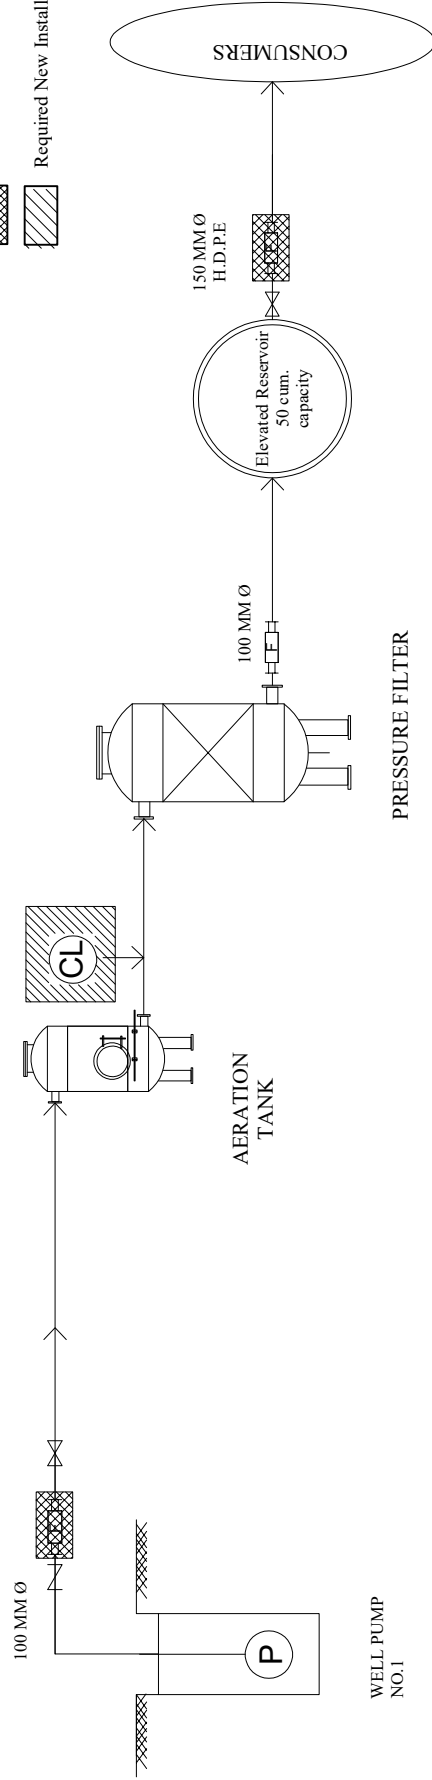 Required New Install
CONSUMERS
150 MM Ø
H.D.P.E
F
Elevated Reservoir
50 cum.
capacity
100 MM Ø
F
PRESSURE FILTER
CL
AERATION
TANK
100 MM Ø
F
P
WELL PUMP
NO.1